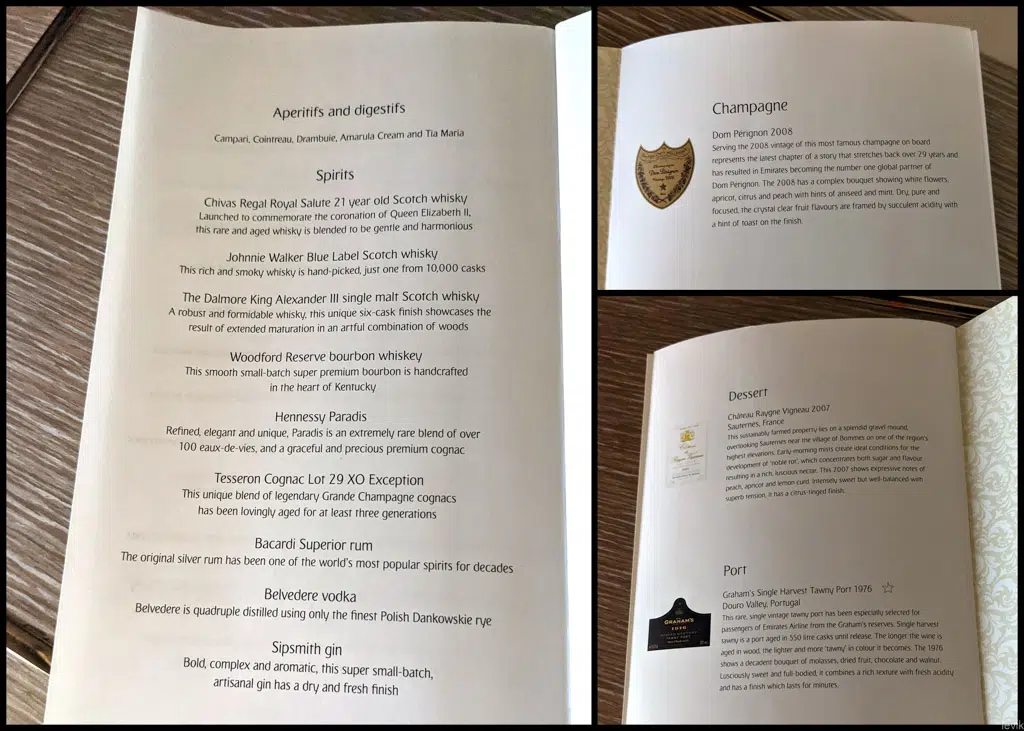 Aperitifs and digestifs
Campari, Cointreau, Drambuie, Amarula Cream and Tia Maria
Spirits
Chivas Regal Royal Salute 21 year old Scotch whisky
Launched to commemorate the coronation of Queen Elizabeth II,
this rare and aged whisky is blended to be gentle and harmonious
Johnnie Walker Blue Label Scotch whisky
This rich and smoky whisky is hand-picked, just one from 10,000 casks
The Dalmore King Alexander III single malt Scotch whisky
A robust and formidable whisky, this unique six-cask finish showcases the
result of extended maturation in an artful combination of woods
Woodford Reserve bourbon whiskey
This smooth small-batch super premium bourbon is handcrafted
in the heart of Kentucky
Hennessy Paradis
Refined, elegant and unique, Paradis is an extremely rare blend of over
100 eaux-de-vies, and a graceful and precious premium cognac
Tesseron Cognac Lot 29 XO Exception
This unique blend of legendary Grande Champagne cognacs
has been lovingly aged for at least three generations
Bacardi Superior rum
The original silver rum has been one of the world's most popular spirits for decades
Belvedere vodka
Belvedere is quadruple distilled using only the finest Polish Dankowskie rye
Sipsmith gin
Bold, complex and aromatic, this super small-batch,
artisanal gin has a dry and fresh finish
Champagne
Dom Pérignon 2008
Serving the 2008 vintage of this most famous champagne on board
represents the latest chapter of a story that stretches back over 29 years and
has resulted in Emirates becoming the number one global partner of
Dom Pérignon. The 2008 has a complex bouquet showing white flowers,
apricot, citrus and peach with hints of aniseed and mint. Dry, pure and
focused, the crystal clear fruit flavours are framed by succulent acidity with
a hint of toast on the finish.
Dessert
Château Raygne Vigneau 2007
Sauternes, France
This sustainably farmed property lies on a splendid gravel mound,
overlooking Sauternes near the village of Bommes on one of the region's
highest elevations. Early-morning mists create ideal conditions for the
development of 'noble rot', which concentrates both sugar and flavour
resulting in a rich, luscious nectar. This 2007 shows expressive notes of
peach, apricot and lemon curd. Intensely sweet but well-balanced with
superb tension, it has a citrus-tinged finish.
Port
Graham's Single Harvest Tawny Port 1976
Douro Valley, Portugal
This rare, single vintage tawny port has been especially selected for
passengers of Emirates Airline from the Graham's reserves. Single harvest
tawny is a port aged in 550 litre casks until release. The longer the wine is
aged in wood, the lighter and more 'tawny' in colour it becomes. The 1976
shows a decadent bouquet of molasses, dried fruit, chocolate and walnut.
Lusciously sweet and full-bodied, it combines a rich texture with fresh acidity
and has a finish which lasts for minutes.
GRAHAM'S